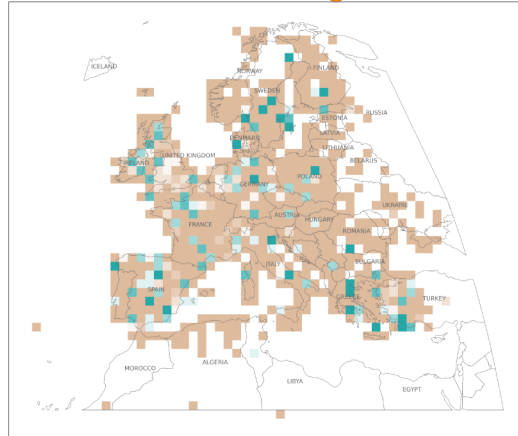 ICELAND
FINLAND
NORWAY
SWEDEN
RUSSIA
ESTONIA
LATVIA
DENMARK
LITHUANIA
UNITED KINGDOM
IRELAND
BELARUS
POLAND
GERMANY
UKRAINE
AUSTRIA
HUNGARY
FRANCE
ROMANIA
BULGARIA
ITALY
SPAIN
GREECE
TURKEY
ALGERIA
MOROCCO
LIBYA
EGYPT